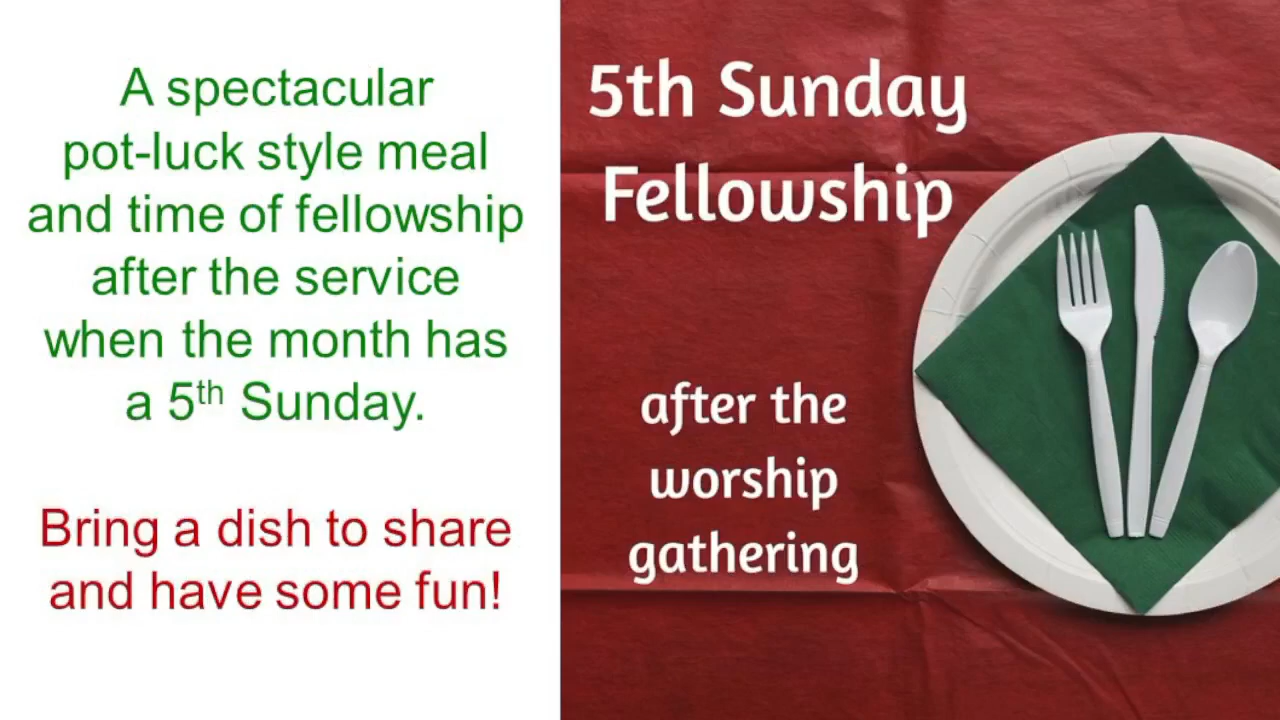 A spectacular
pot-luck style meal
and time of fellowship
after the service
when the month has
a 5th Sunday.
Bring a dish to share
and have some fun!
5th Sunday
Fellowship
after the
worship
gathering